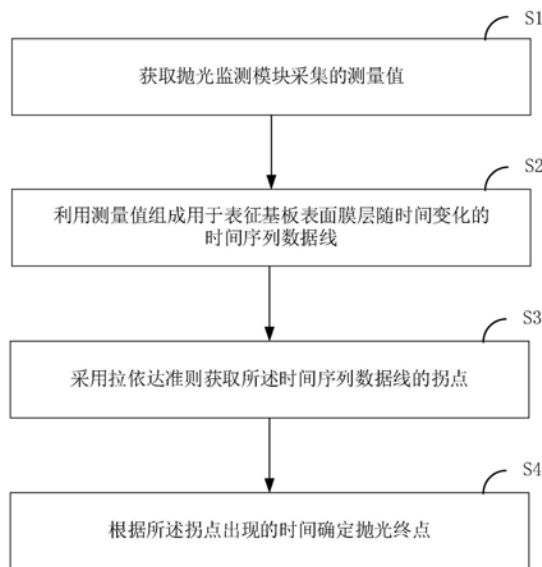 S1
获取抛光监测模块采集的测量值
S2
利用测量值组成用于表征基板表面膜层随时间变化的
时间序列数据线
S3
采用拉依达准则获取所述时间序列数据线的拐点
S4
根据所述拐点出现的时间确定抛光终点